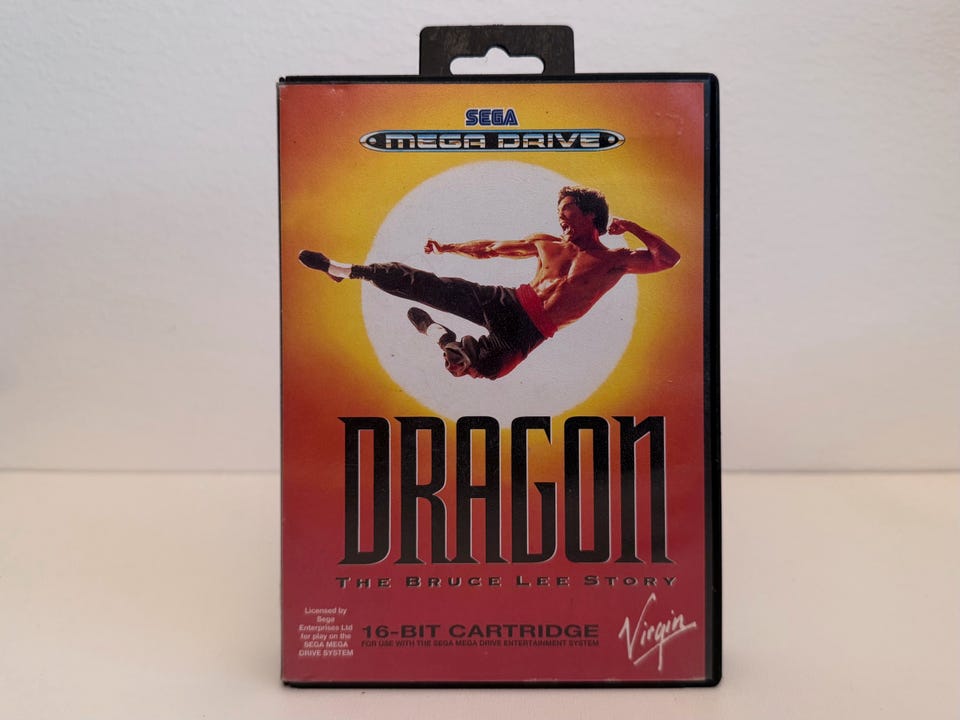 SEGA
MEGA DRIVE
DRAGON
THE BRUCE LEE STORY
Licensed by
Sega
Enterprises Ltd
for play on the
SEGA MEGA
DRIVE SYSTEM
16-BIT CARTRIDGE
FOR USE WITH THE SEGA MEGA DRIVE ENTERTAINMENT SYSTEM
Virgin